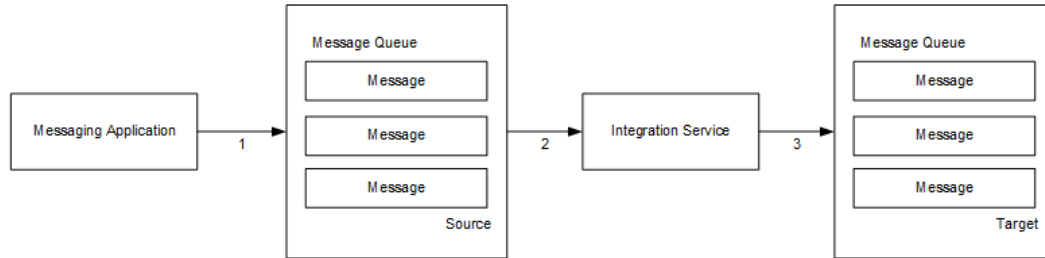 Messaging Application
1
Message Queue
Message
Message
Message
Source
2
Integration Service
3
Message Queue
Message
Message
Message
Target